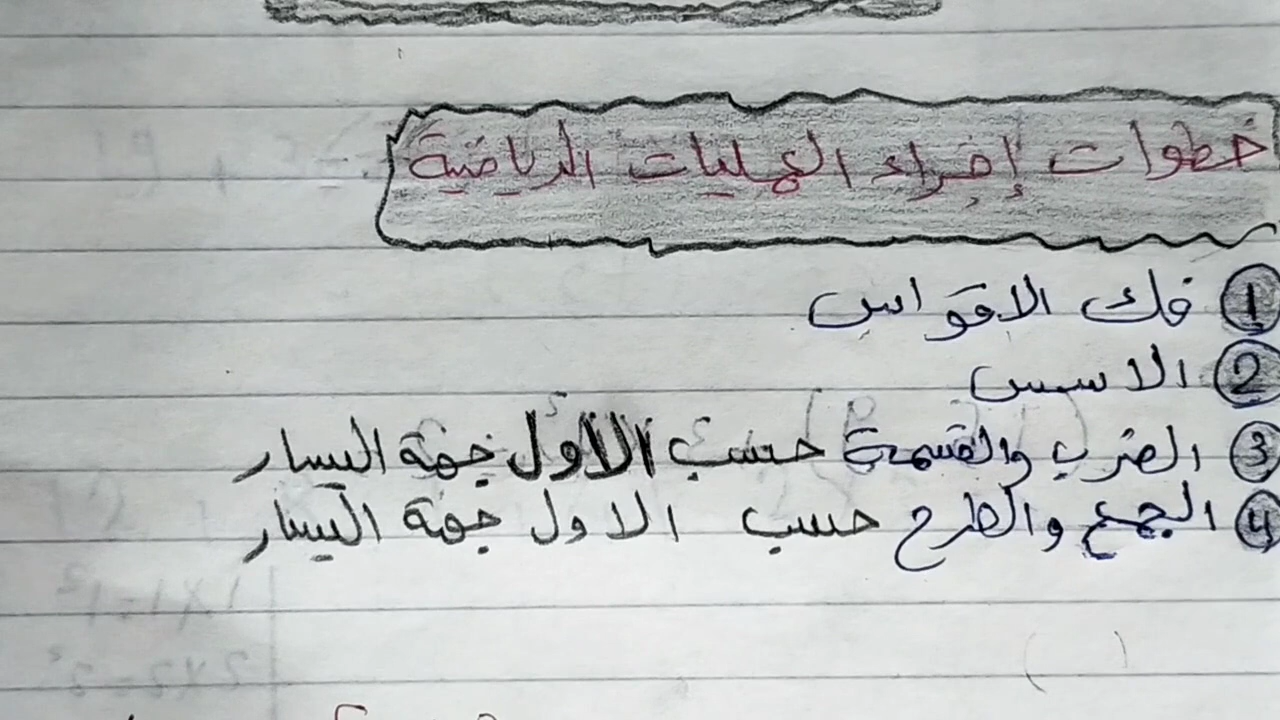 خطوات إجراء العمليات الرياضية
1 فك الاقواس
2 الاسس
3 الضرب والقسمة حسب الأول جهة اليسار
4 الجمع والطرح حسب الاول جهة اليسار
( )